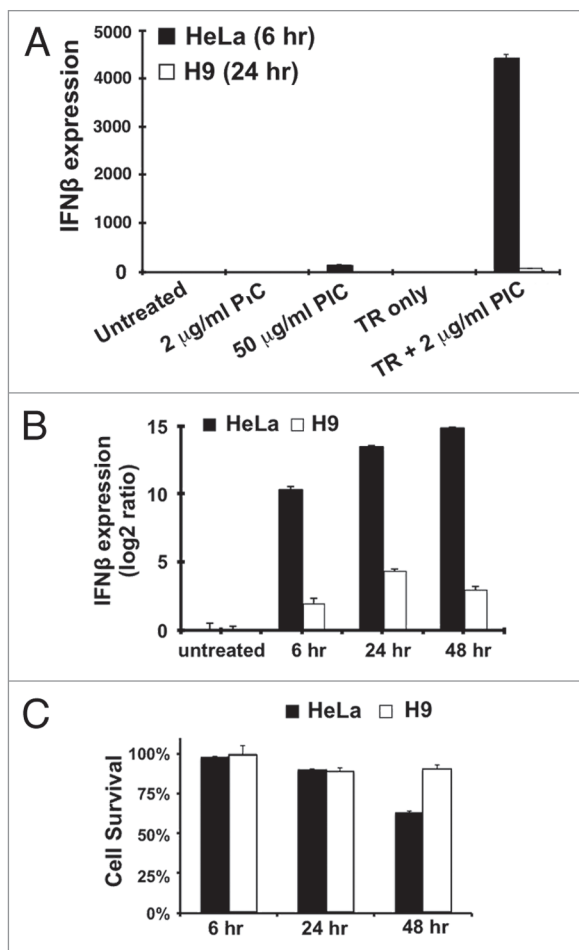 A
HeLa (6 hr)
H9 (24 hr)
IFNβ expression
5000
4000
3000
2000
1000
0
Untreated
2 μg/ml PIC
50 μg/ml PIC
TR only
TR + 2 μg/ml PIC
B
HeLa H9
IFNβ expression
(log2 ratio)
15
10
5
0
untreated 6 hr 24 hr 48 hr
C
HeLa H9
Cell Survival
100%
75%
50%
25%
0%
6 hr 24 hr 48 hr